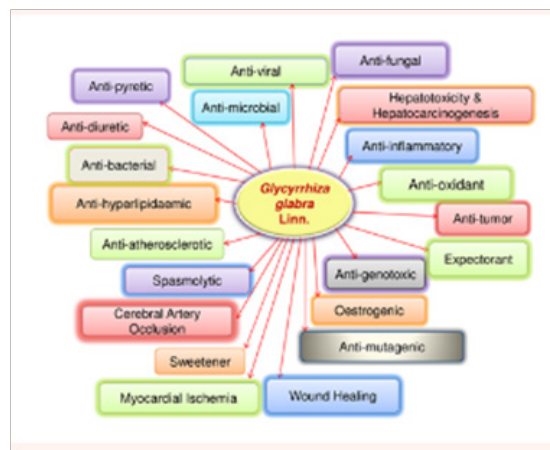 Anti-fungal
Anti-viral
Anti-pyretic
Anti-microbial
Hepatotoxicity &
Hepatocarcinogenesis
Anti-diuretic
Anti-inflammatory
Anti-bacterial
Anti-oxidant
Glycyrrhiza
glabra
Linn.
Anti-hyperlipidaemic
Anti-tumor
Anti-atherosclerotic
Expectorant
Spasmolytic
Anti-genotoxic
Cerebral Artery
Occlusion
Oestrogenic
Anti-mutagenic
Sweetener
Myocardial Ischemia
Wound Healing